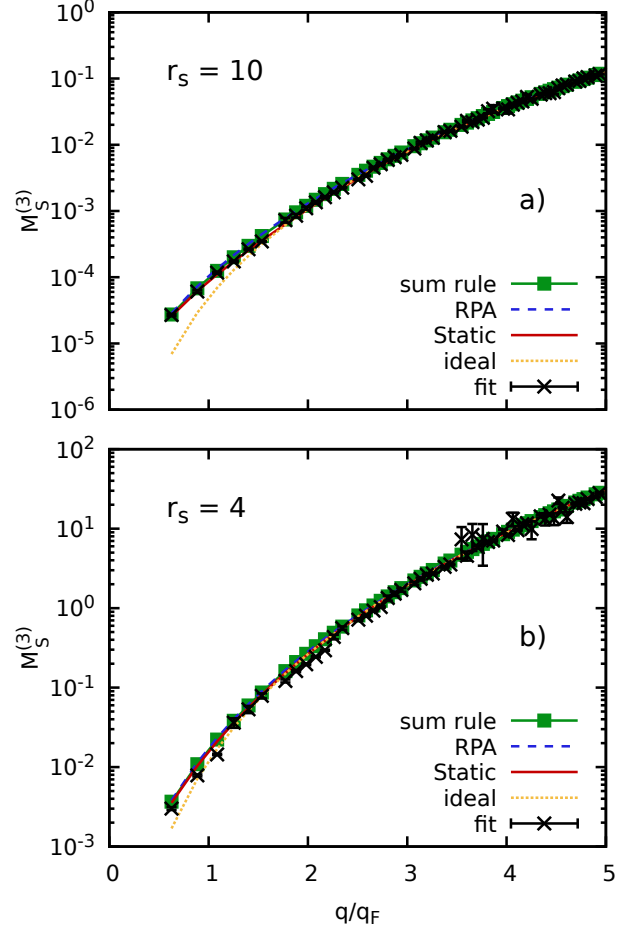 10^0
10^-1
10^-2
10^-3
10^-4
10^-5
10^-6
M_S^(3)
r_s = 10
a)
sum rule
RPA
Static
ideal
fit
10^2
10^1
10^0
10^-1
10^-2
10^-3
M_S^(3)
r_s = 4
b)
sum rule
RPA
Static
ideal
fit
0 1 2 3 4 5
q/q_F